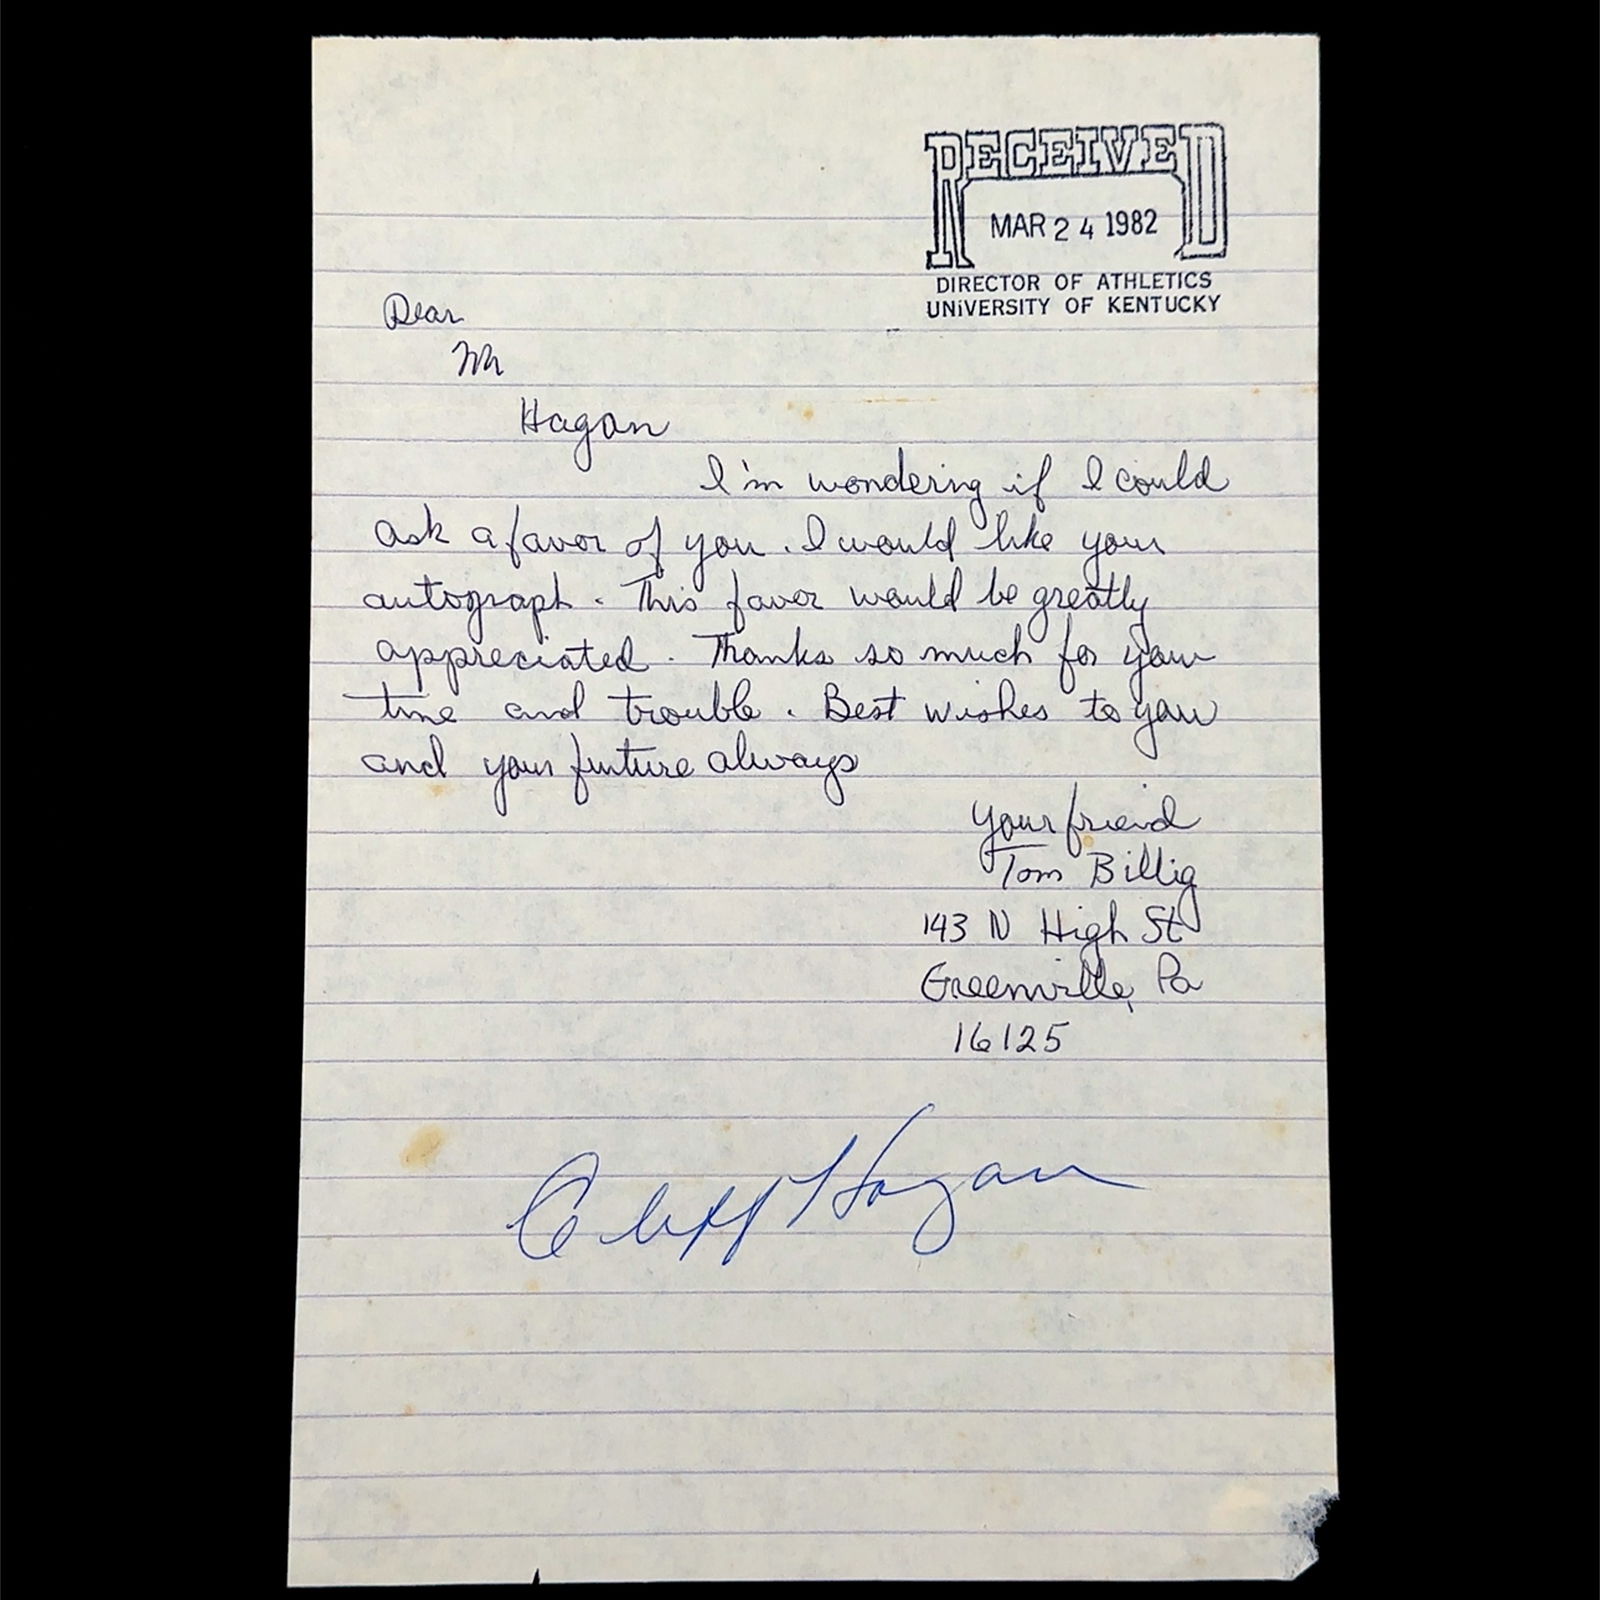 RECEIVED
MAR 24 1982
DIRECTOR OF ATHLETICS
UNIVERSITY OF KENTUCKY
Dear
Mr
Hagan
I'm wondering if I could
ask a favor of you. I would like your
autograph. This favor would be greatly
appreciated. Thanks so much for your
time and trouble. Best wishes to you
and your funture always
Your friend
Tom Billig
143 N High St
Greenville, Pa
16125
Cliff Hagan